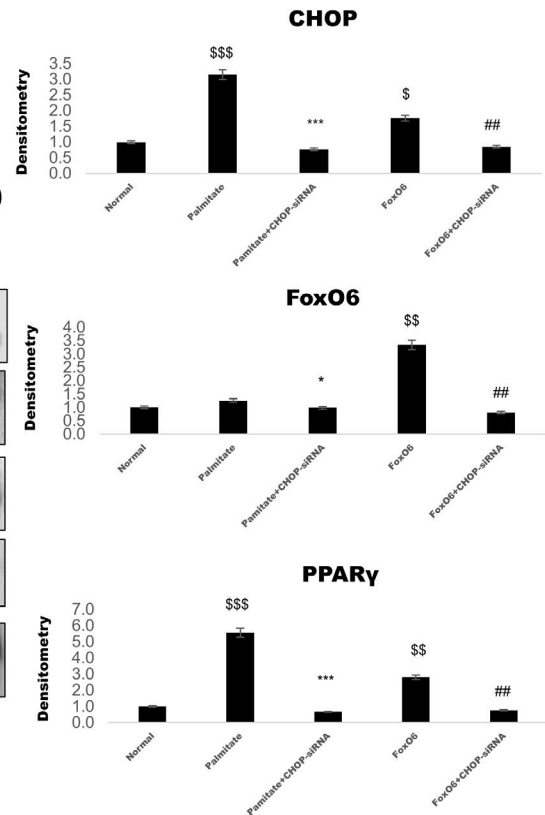 CHOP
Densitometry
3.5
3.0
2.5
2.0
1.5
1.0
0.5
0.0
$$$
***
$
##
Normal
Palmitate
Pamitate+CHOP-siRNA
FoxO6
FoxO6+CHOP-siRNA
)
FoxO6
Densitometry
4.0
3.5
3.0
2.5
2.0
1.5
1.0
0.5
0.0
*
$$
##
Normal
Palmitate
Pamitate+CHOP-siRNA
FoxO6
FoxO6+CHOP-siRNA
PPARγ
Densitometry
7.0
6.0
5.0
4.0
3.0
2.0
1.0
0.0
$$$
***
$$
##
Normal
Palmitate
Pamitate+CHOP-siRNA
FoxO6
FoxO6+CHOP-siRNA